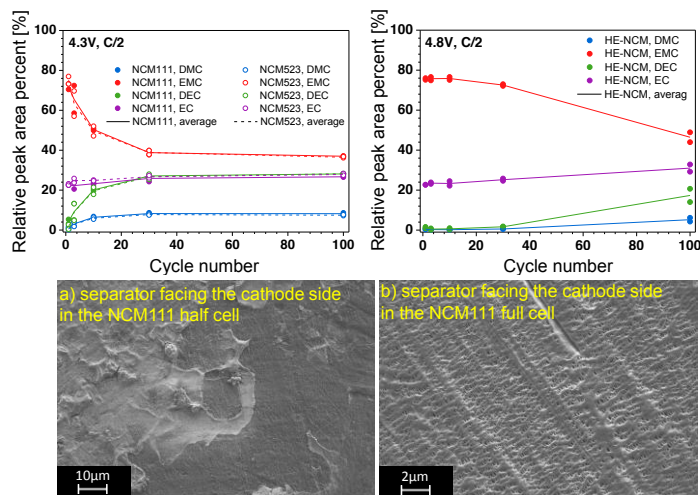 Relative peak area percent [%]
100
80
60
40
20
0
4.3V, C/2
NCM111, DMC
NCM111, EMC
NCM111, DEC
NCM111, EC
NCM111, average
NCM523, DMC
NCM523, EMC
NCM523, DEC
NCM523, EC
NCM523, average
0 20 40 60 80 100
Cycle number
Relative peak area percent [%]
100
80
60
40
20
0
4.8V, C/2
HE-NCM, DMC
HE-NCM, EMC
HE-NCM, DEC
HE-NCM, EC
HE-NCM, averag
0 20 40 60 80 100
Cycle number
a) separator facing the cathode side
in the NCM111 half cell
10µm
b) separator facing the cathode side
in the NCM111 full cell
2µm